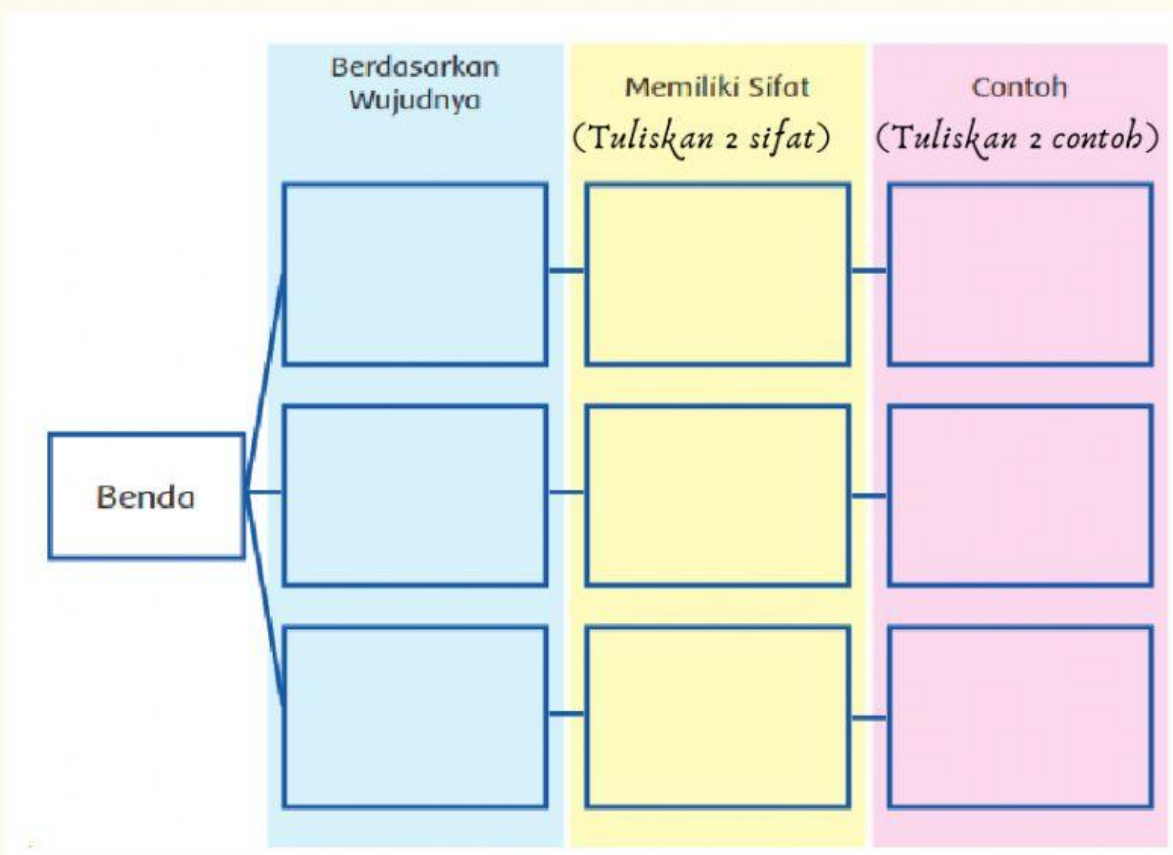 Berdasarkan
Wujudnya
Memiliki Sifat
(Tuliskan 2 sifat)
Contoh
(Tuliskan 2 contoh)
Benda